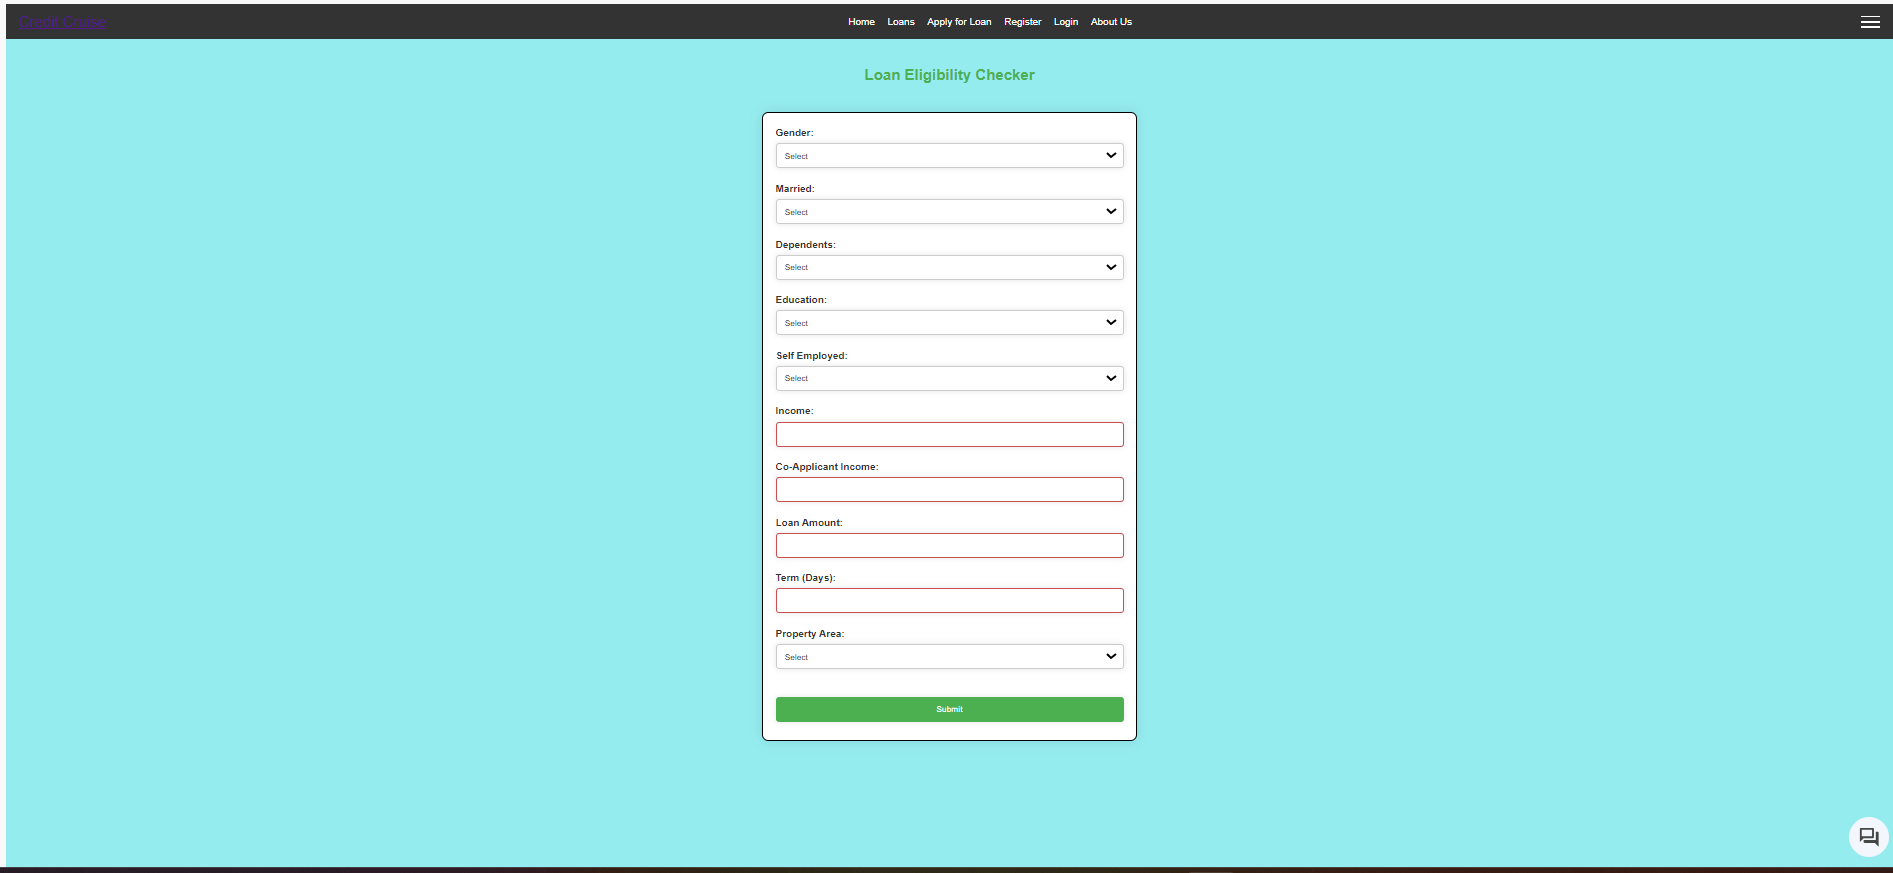 Credit Cruise
Home Loans Apply for Loan Register Login About Us
Loan Eligibility Checker
Gender:
Select
Married:
Select
Dependents:
Select
Education:
Select
Self Employed:
Select
Income:
Co-Applicant Income:
Loan Amount:
Term (Days):
Property Area:
Select
Submit